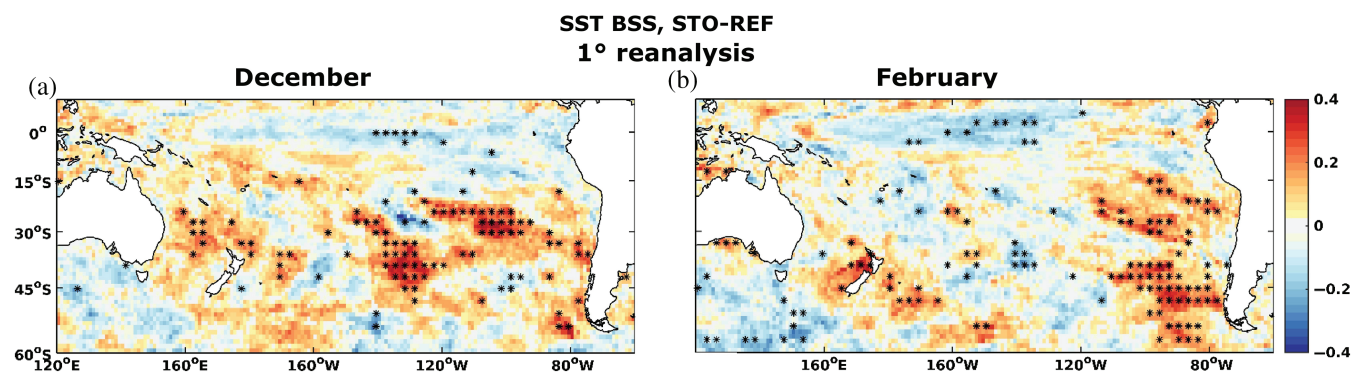 SST BSS, STO-REF
1° reanalysis
(a)
December
(b)
February
0°
15°S
30°S
45°S
60°S
120°E
160°E
160°W
120°W
80°W
160°E
160°W
120°W
80°W
0.4
0.2
0
−0.2
−0.4